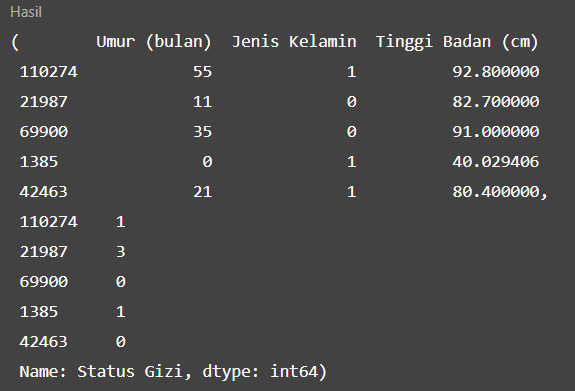 Hasil
( Umur (bulan) Jenis Kelamin Tinggi Badan (cm)
110274 55 1 92.800000
21987 11 0 82.700000
69900 35 0 91.000000
1385 0 1 40.029406
42463 21 1 80.400000,
110274 1
21987 3
69900 0
1385 1
42463 0
Name: Status Gizi, dtype: int64)